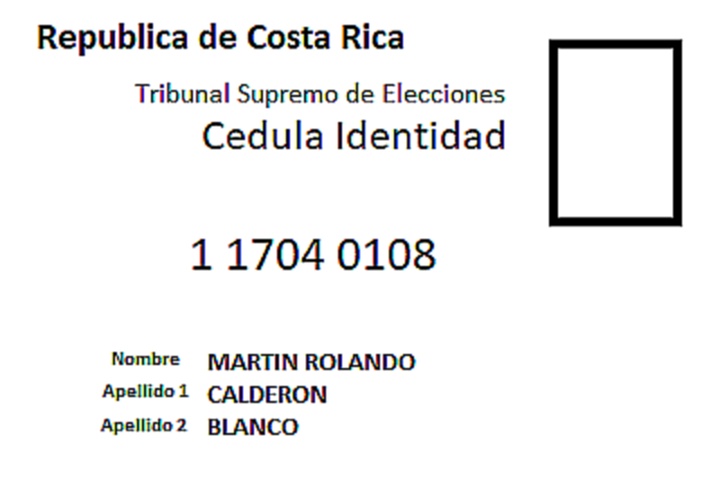 Republica de Costa Rica
Tribunal Supremo de Elecciones
Cedula Identidad
1 1704 0108
Nombre MARTIN ROLANDO
Apellido 1 CALDERON
Apellido 2 BLANCO